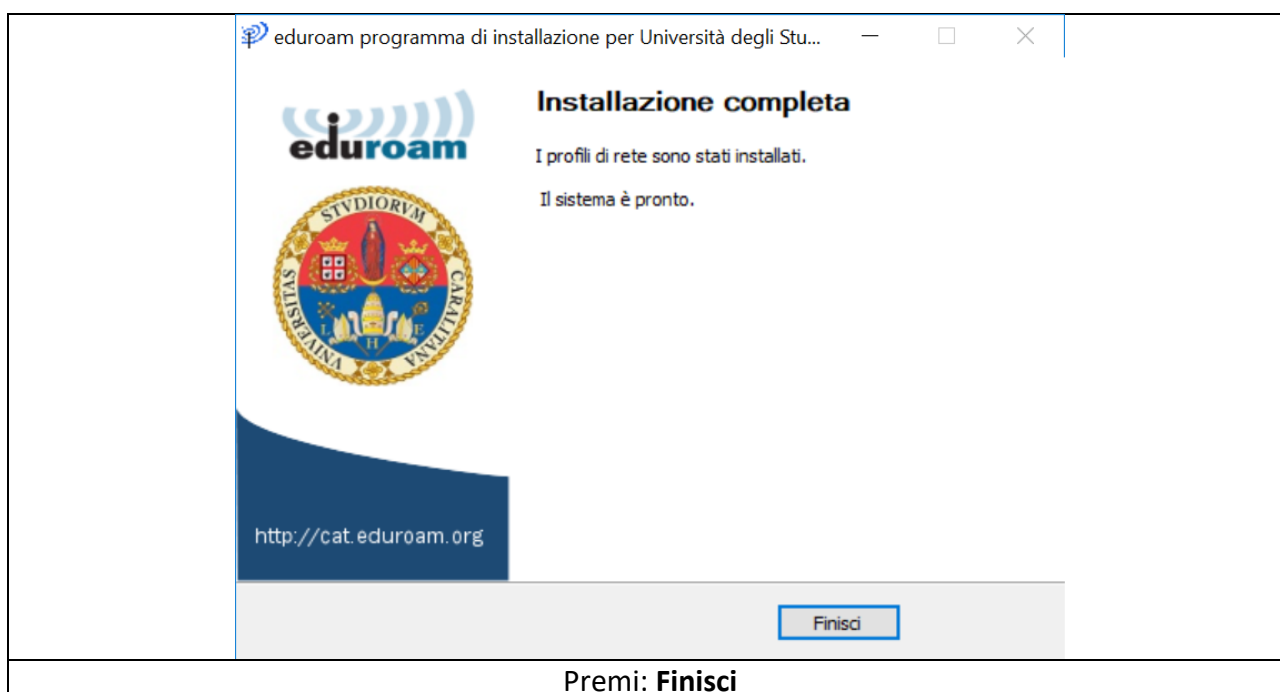 eduroam programma di installazione per Università degli Stu...
eduroam
Installazione completa
I profili di rete sono stati installati.
Il sistema è pronto.
STVDIORVM
VNIVERSITAS
CARALITANA
L H E
http://cat.eduroam.org
Finisci
Premi: Finisci